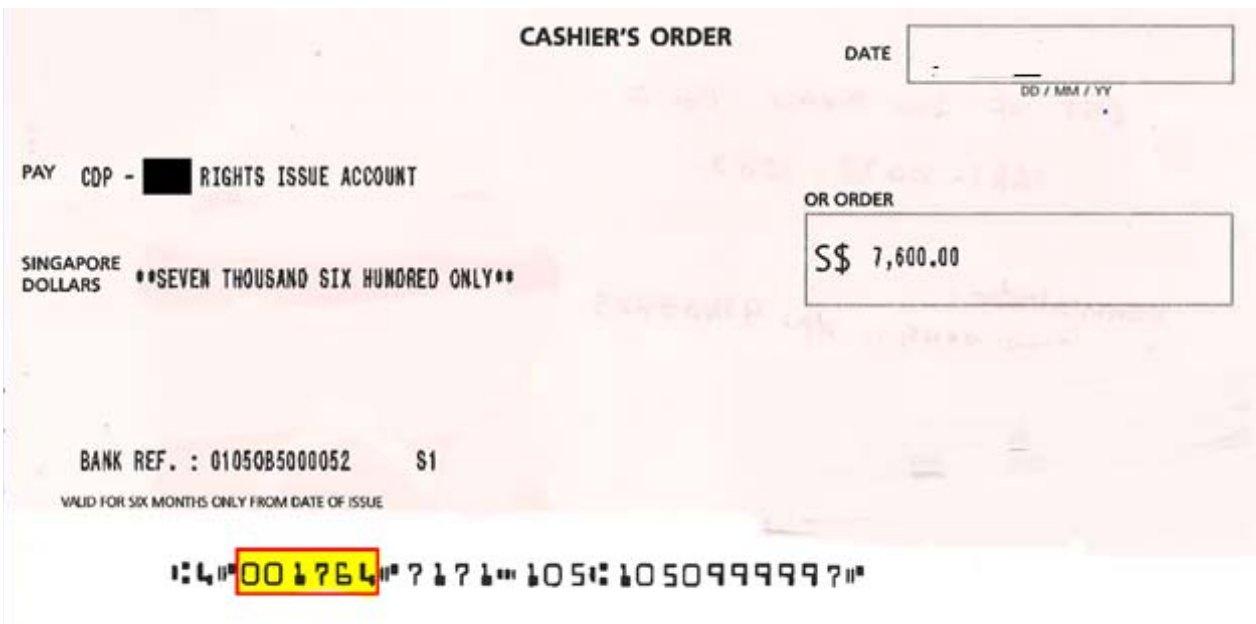 CASHIER'S ORDER
DATE
DD / MM / YY
PAY CDP - RIGHTS ISSUE ACCOUNT
OR ORDER
SINGAPORE DOLLARS **SEVEN THOUSAND SIX HUNDRED ONLY**
S$ 7,600.00
BANK REF. : 01050B5000052 S1
VALID FOR SIX MONTHS ONLY FROM DATE OF ISSUE
⑆4⑈001764⑈7171⑉105⑆1050999997⑈